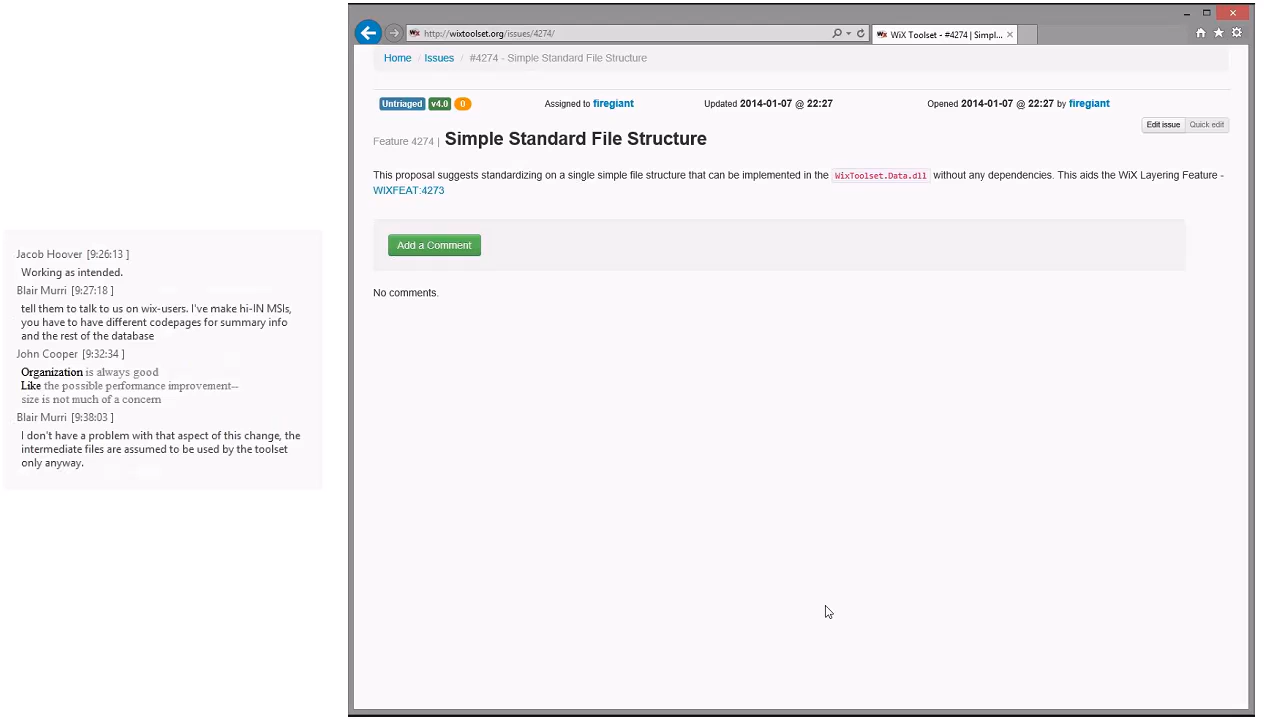 Jacob Hoover [9:26:13 ]
Working as intended.
Blair Murri [9:27:18 ]
tell them to talk to us on wix-users. I've make hi-IN MSIs,
you have to have different codepages for summary info
and the rest of the database
John Cooper [9:32:34 ]
Organization is always good
Like the possible performance improvement--
size is not much of a concern
Blair Murri [9:38:03 ]
I don't have a problem with that aspect of this change, the
intermediate files are assumed to be used by the toolset
only anyway.
http://wixtoolset.org/issues/4274/
WiX Toolset - #4274 | Simpl...
Home / Issues / #4274 - Simple Standard File Structure
Untriaged v4.0 0 Assigned to firegiant Updated 2014-01-07 @ 22:27 Opened 2014-01-07 @ 22:27 by firegiant
Edit issue Quick edit
Feature 4274 | Simple Standard File Structure
This proposal suggests standardizing on a single simple file structure that can be implemented in the WixToolset.Data.dll without any dependencies. This aids the WiX Layering Feature -
WIXFEAT:4273
Add a Comment
No comments.